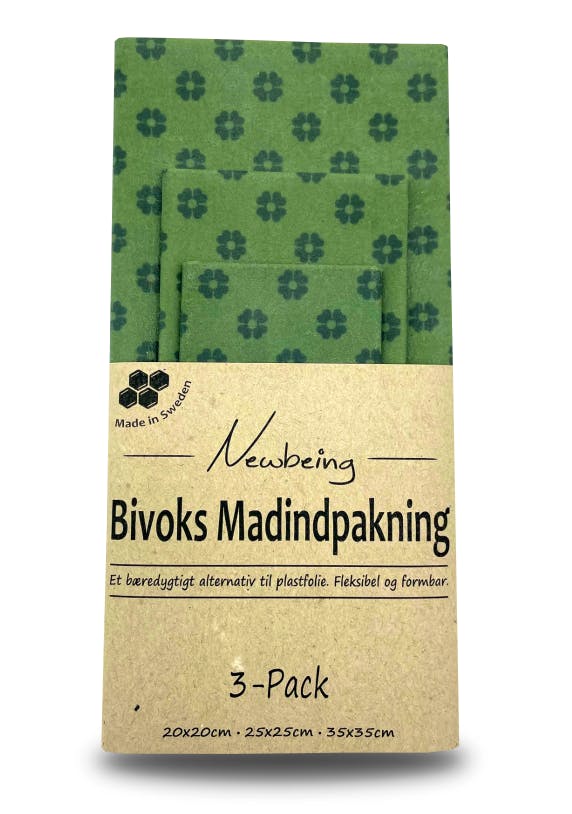 Made in Sweden
Newbeing
Bivoks Madindpakning
Et bæredygtigt alternativ til plastfolie. Fleksibel og formbar.
3-Pack
20x20cm · 25x25cm · 35x35cm